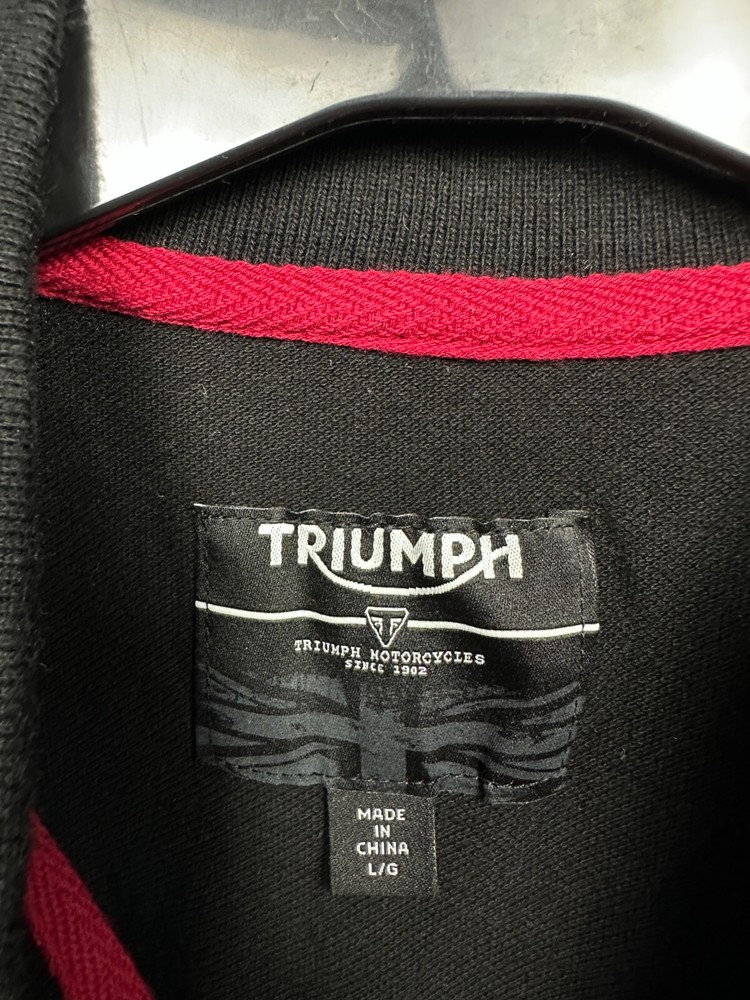 TRIUMPH
TRIUMPH MOTORCYCLES
SINCE 1902
MADE
IN
CHINA
L/G